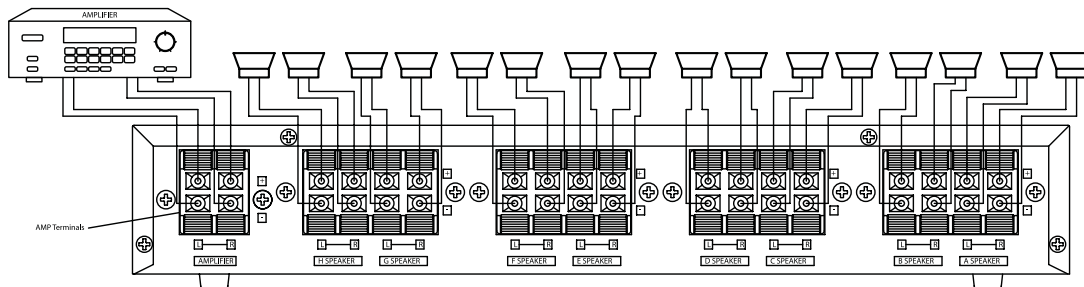 AMPLIFIER
+
+
+
+
+
-
-
-
-
-
AMP Terminals
L R L R L R L R L R L R L R L R L R
AMPLIFIER H SPEAKER G SPEAKER F SPEAKER E SPEAKER D SPEAKER C SPEAKER B SPEAKER A SPEAKER